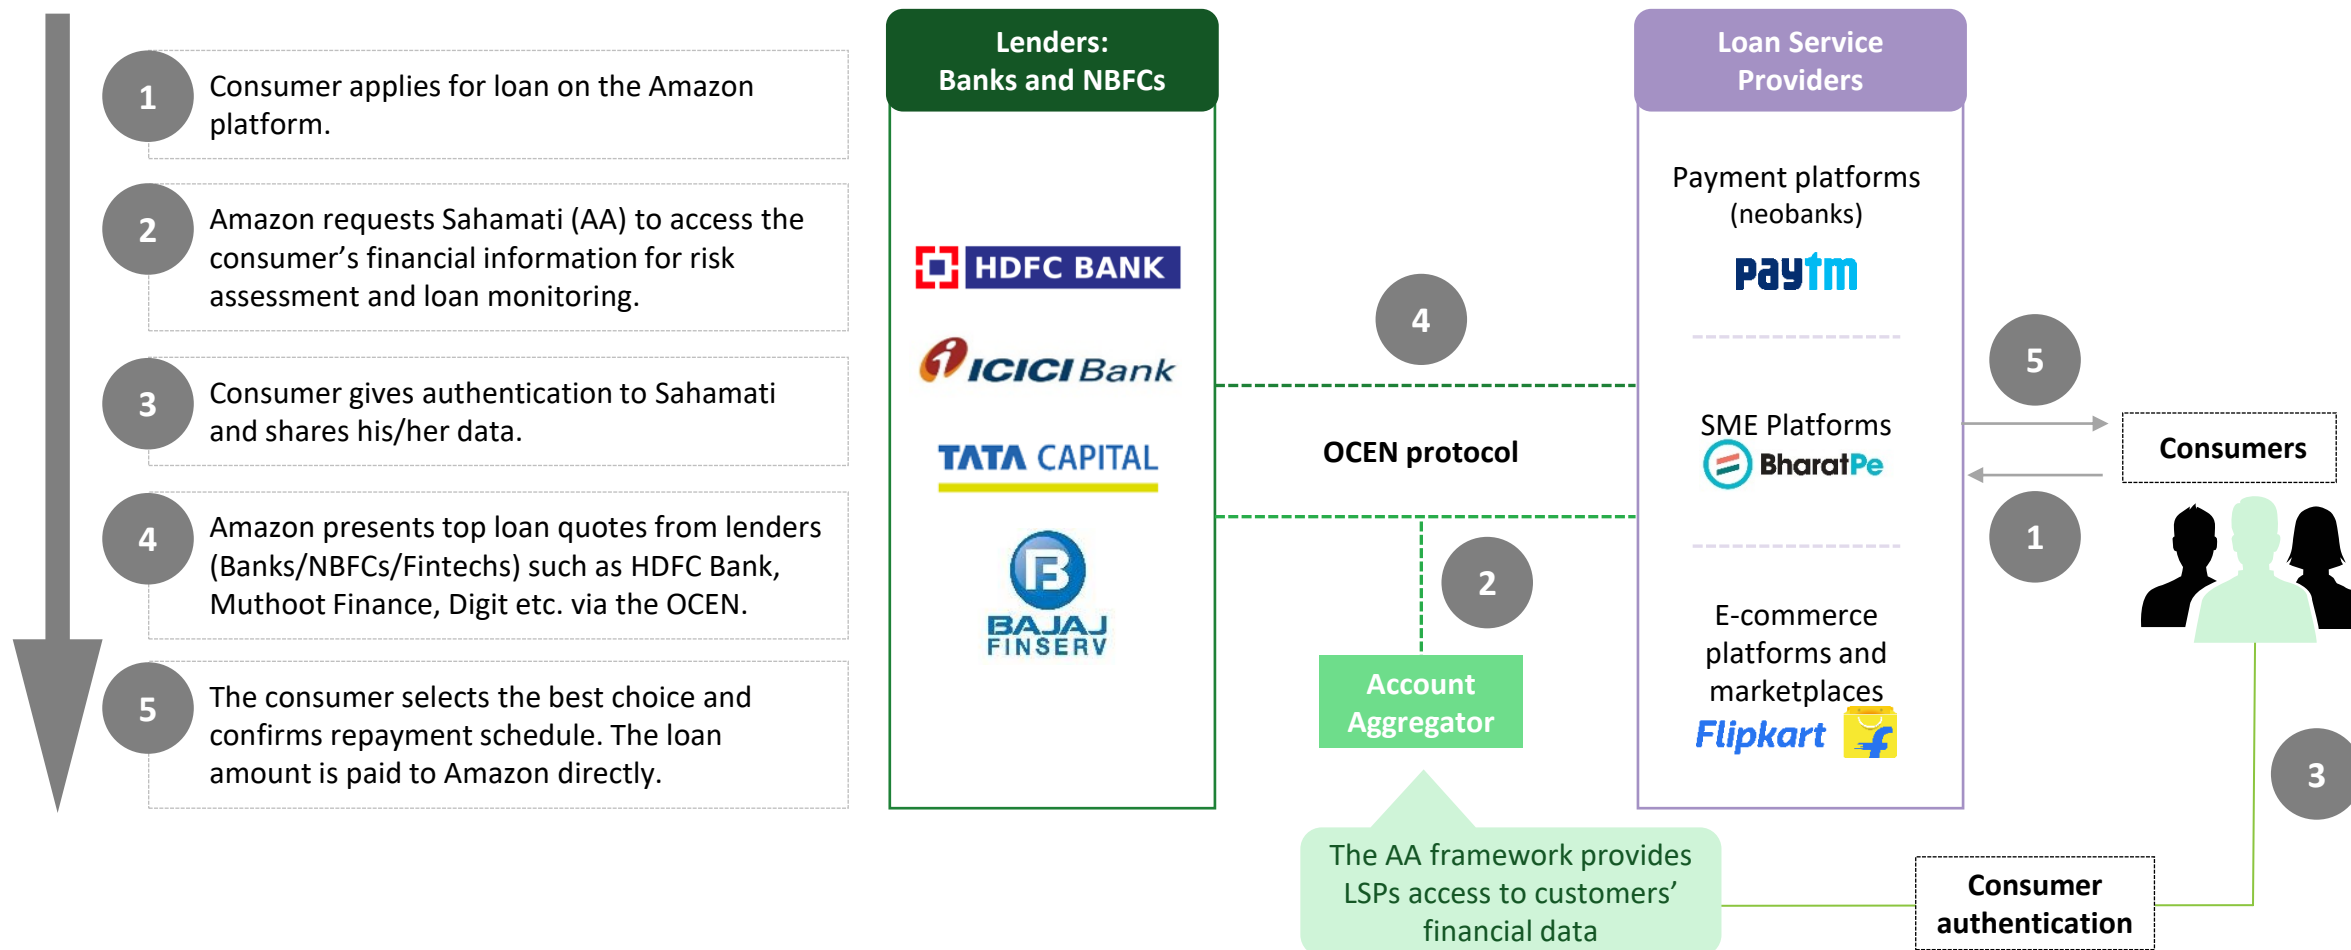 1
Consumer applies for loan on the Amazon
platform.
2
Amazon requests Sahamati (AA) to access the
consumer’s financial information for risk
assessment and loan monitoring.
3
Consumer gives authentication to Sahamati
and shares his/her data.
4
Amazon presents top loan quotes from lenders
(Banks/NBFCs/Fintechs) such as HDFC Bank,
Muthoot Finance, Digit etc. via the OCEN.
5
The consumer selects the best choice and
confirms repayment schedule. The loan
amount is paid to Amazon directly.
Lenders:
Banks and NBFCs
HDFC BANK
ICICI Bank
TATA CAPITAL
BAJAJ
FINSERV
4
OCEN protocol
2
Account
Aggregator
The AA framework provides
LSPs access to customers’
financial data
Loan Service
Providers
Payment platforms
(neobanks)
paytm
SME Platforms
BharatPe
E-commerce
platforms and
marketplaces
Flipkart
5
Consumers
1
3
Consumer
authentication